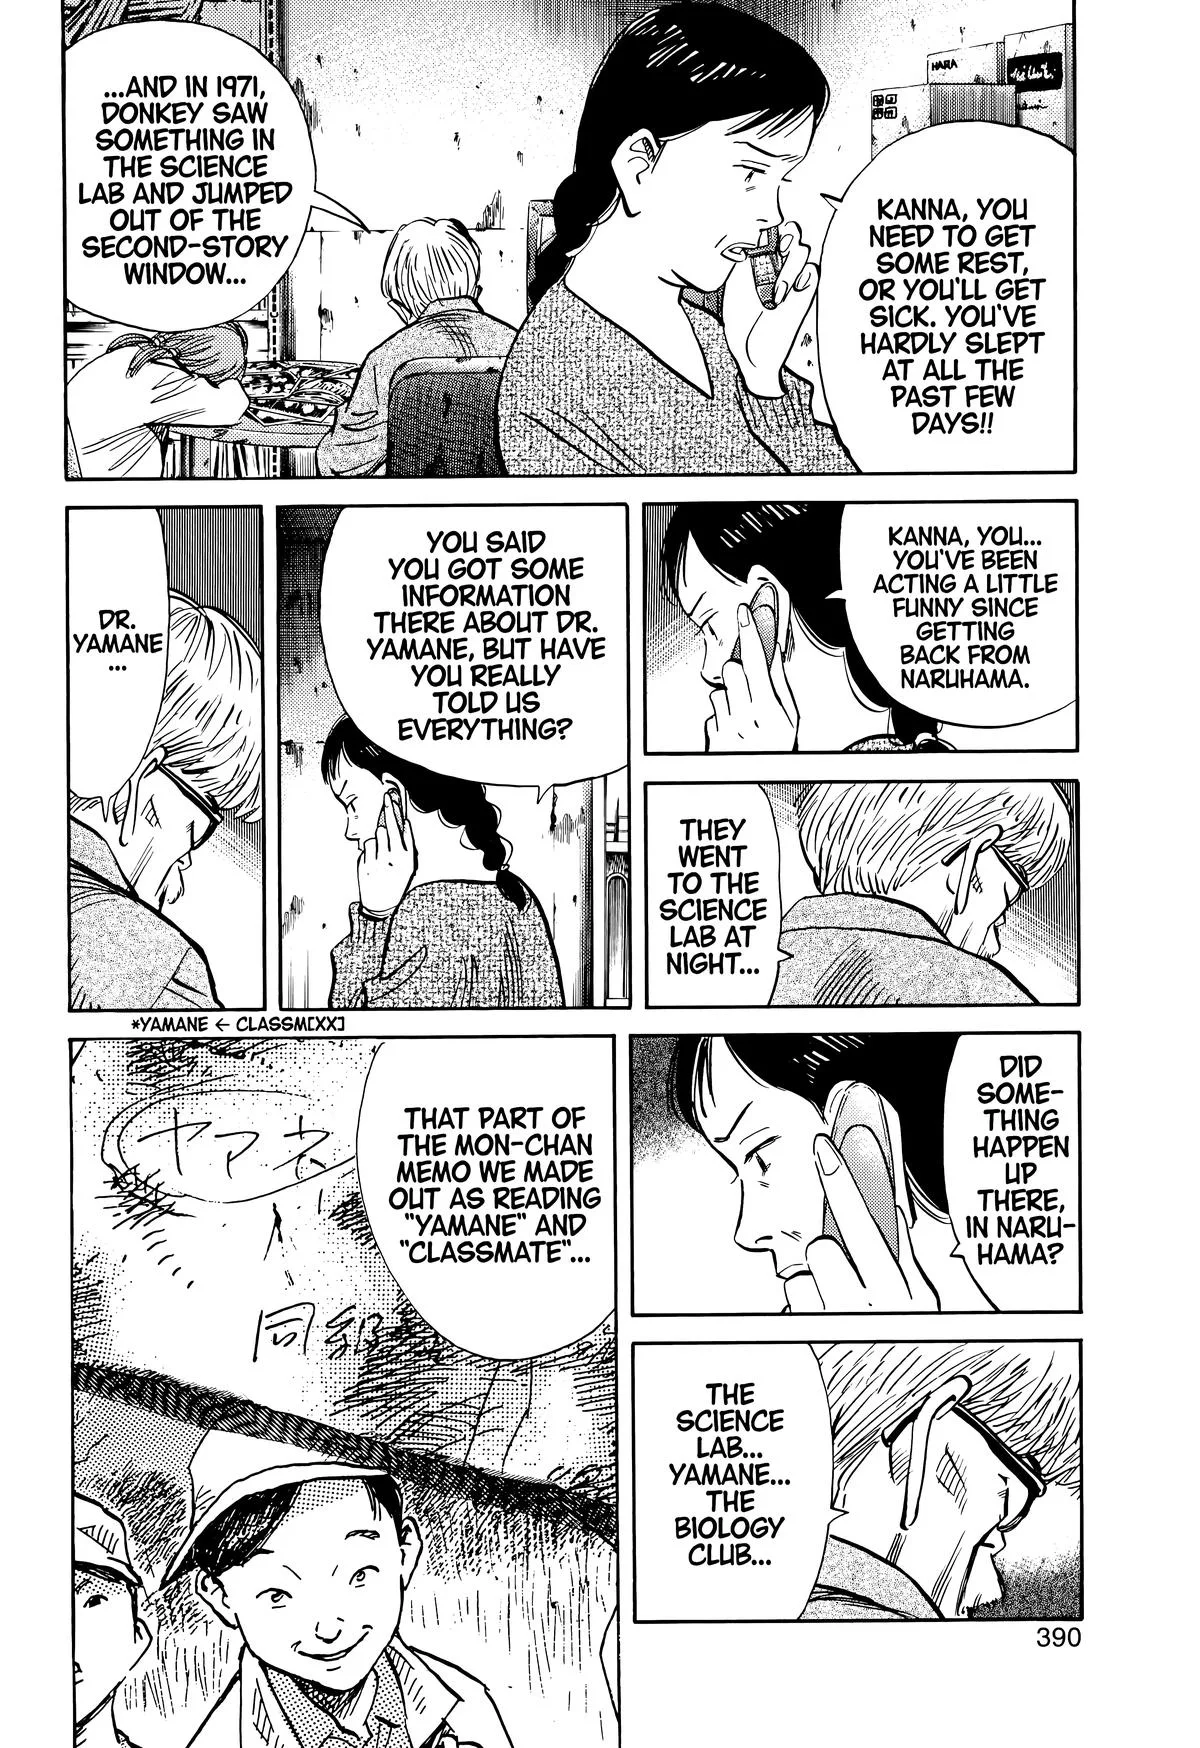 KANNA, YOU
NEED TO GET
SOME REST,
OR YOU'LL GET
SICK. YOU'VE
HARDLY SLEPT
AT ALL THE
PAST FEW
DAYS!!
HARA
...AND IN 1971,
DONKEY SAW
SOMETHING IN
THE SCIENCE
LAB AND JUMPED
OUT OF THE
SECOND-STORY
WINDOW...
KANNA, YOU...
YOU'VE BEEN
ACTING A LITTLE
FUNNY SINCE
GETTING
BACK FROM
NARUHAMA.
THEY
WENT
TO THE
SCIENCE
LAB AT
NIGHT...
YOU SAID
YOU GOT SOME
INFORMATION
THERE ABOUT DR.
YAMANE, BUT HAVE
YOU REALLY
TOLD US
EVERYTHING?
DR.
YAMANE
...
DID
SOME-
THING
HAPPEN
UP
THERE,
IN NARU-
HAMA?
THE
SCIENCE
LAB...
YAMANE...
THE
BIOLOGY
CLUB...
*YAMANE ← CLASSM[XX]
THAT PART OF
THE MON-CHAN
MEMO WE MADE
OUT AS READING
"YAMANE" AND
"CLASSMATE"...
ヤマネ
同級
390